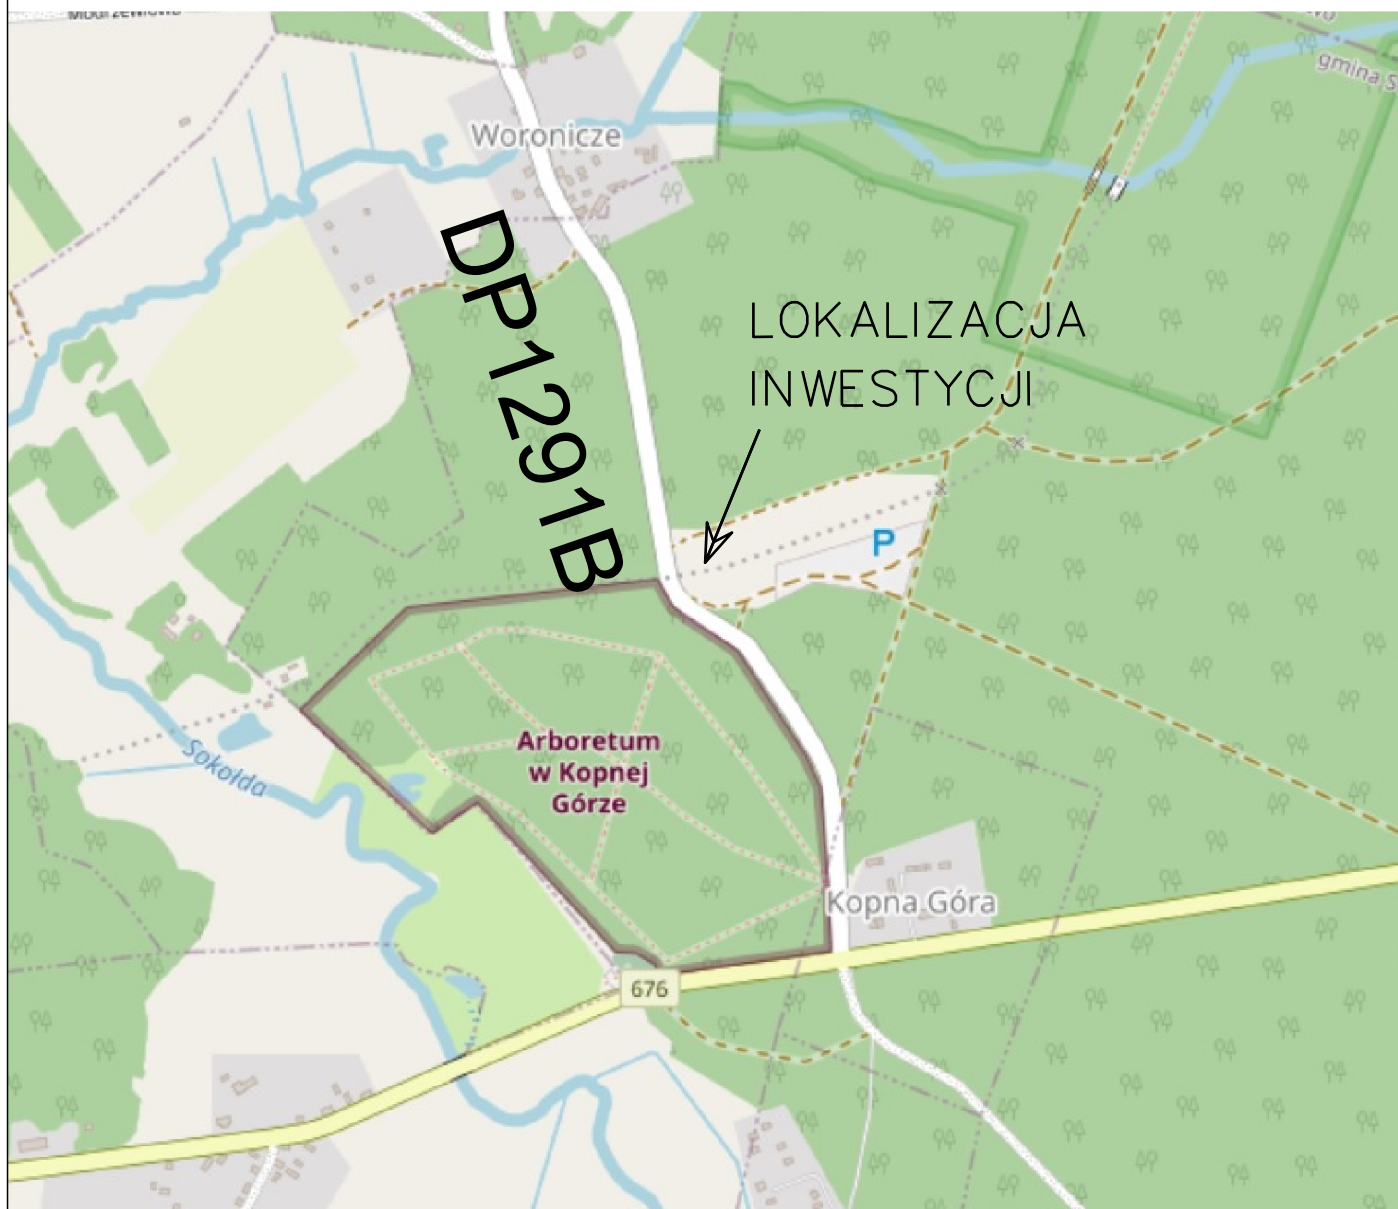 Woronicze
gmina S
DP1291B
LOKALIZACJA
INWESTYCJI
P
Arboretum
w Kopnej
Górze
Sokołda
Kopna Góra
676